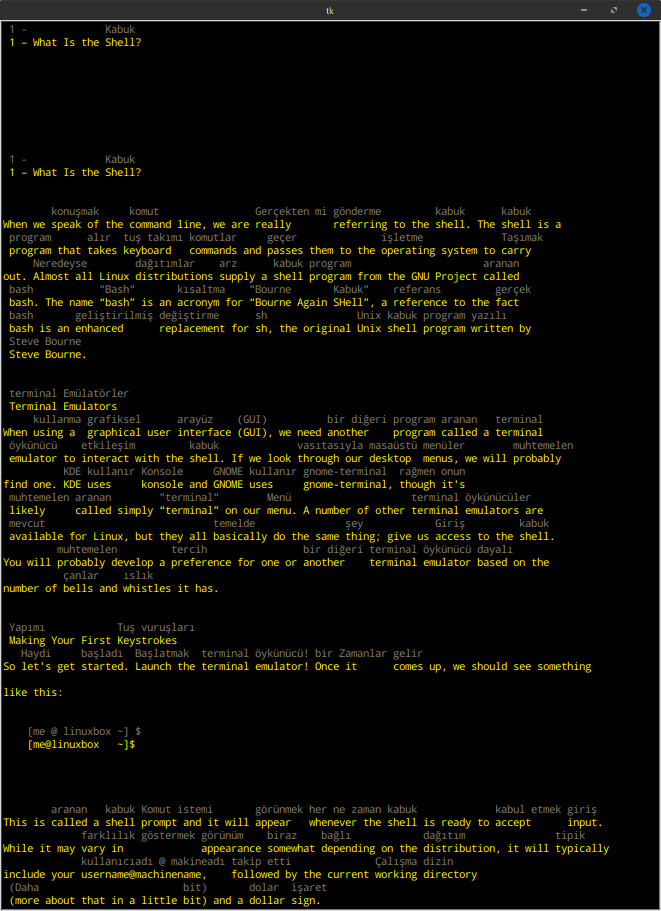 tk
1 - Kabuk
1 – What Is the Shell?
1 - Kabuk
1 – What Is the Shell?
konuşmak komut Gerçekten mi gönderme kabuk kabuk
When we speak of the command line, we are really referring to the shell. The shell is a
program alır tuş takımı komutlar geçer işletme Taşımak
program that takes keyboard commands and passes them to the operating system to carry
Neredeyse dağıtımlar arz kabuk program aranan
out. Almost all Linux distributions supply a shell program from the GNU Project called
bash "Bash" kısaltma "Bourne Kabuk" referans gerçek
bash. The name “bash” is an acronym for “Bourne Again SHell”, a reference to the fact
bash geliştirilmiş değiştirme sh Unix kabuk program yazılı
bash is an enhanced replacement for sh, the original Unix shell program written by
Steve Bourne
Steve Bourne.
terminal Emülatörler
Terminal Emulators
kullanma grafiksel arayüz (GUI) bir diğeri program aranan terminal
When using a graphical user interface (GUI), we need another program called a terminal
öykünücü etkileşim kabuk vasıtasıyla masaüstü menüler muhtemelen
emulator to interact with the shell. If we look through our desktop menus, we will probably
KDE kullanır Konsole GNOME kullanır gnome-terminal rağmen onun
find one. KDE uses konsole and GNOME uses gnome-terminal, though it's
muhtemelen aranan "terminal" Menü terminal öykünücüler
likely called simply “terminal” on our menu. A number of other terminal emulators are
mevcut temelde şey Giriş kabuk
available for Linux, but they all basically do the same thing; give us access to the shell.
muhtemelen tercih bir diğeri terminal öykünücü dayalı
You will probably develop a preference for one or another terminal emulator based on the
çanlar ıslık
number of bells and whistles it has.
Yapımı Tuş vuruşları
Making Your First Keystrokes
Haydi başladı Başlatmak terminal öykünücü! bir Zamanlar gelir
So let's get started. Launch the terminal emulator! Once it comes up, we should see something
like this:
[me @ linuxbox ~] $
[me@linuxbox ~]$
aranan kabuk Komut istemi görünmek her ne zaman kabuk kabul etmek giriş
This is called a shell prompt and it will appear whenever the shell is ready to accept input.
farklılık göstermek görünüm biraz bağlı dağıtım tipik
While it may vary in appearance somewhat depending on the distribution, it will typically
kullanıcıadı @ makineadı takip etti Çalışma dizin
include your username@machinename, followed by the current working directory
(Daha bit) dolar işaret
(more about that in a little bit) and a dollar sign.